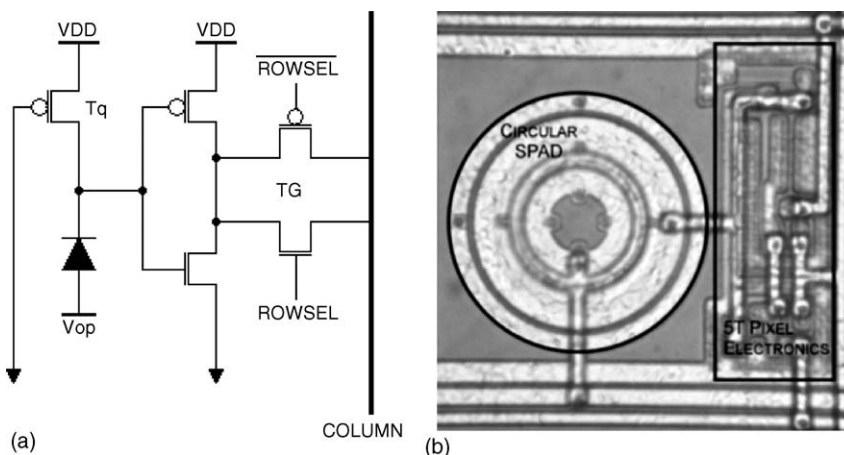 VDD
VDD
ROWSEL
Tq
TG
Vop
ROWSEL
COLUMN
(a)
CIRCULAR
SPAD
5T PIXEL
ELECTRONICS
(b)